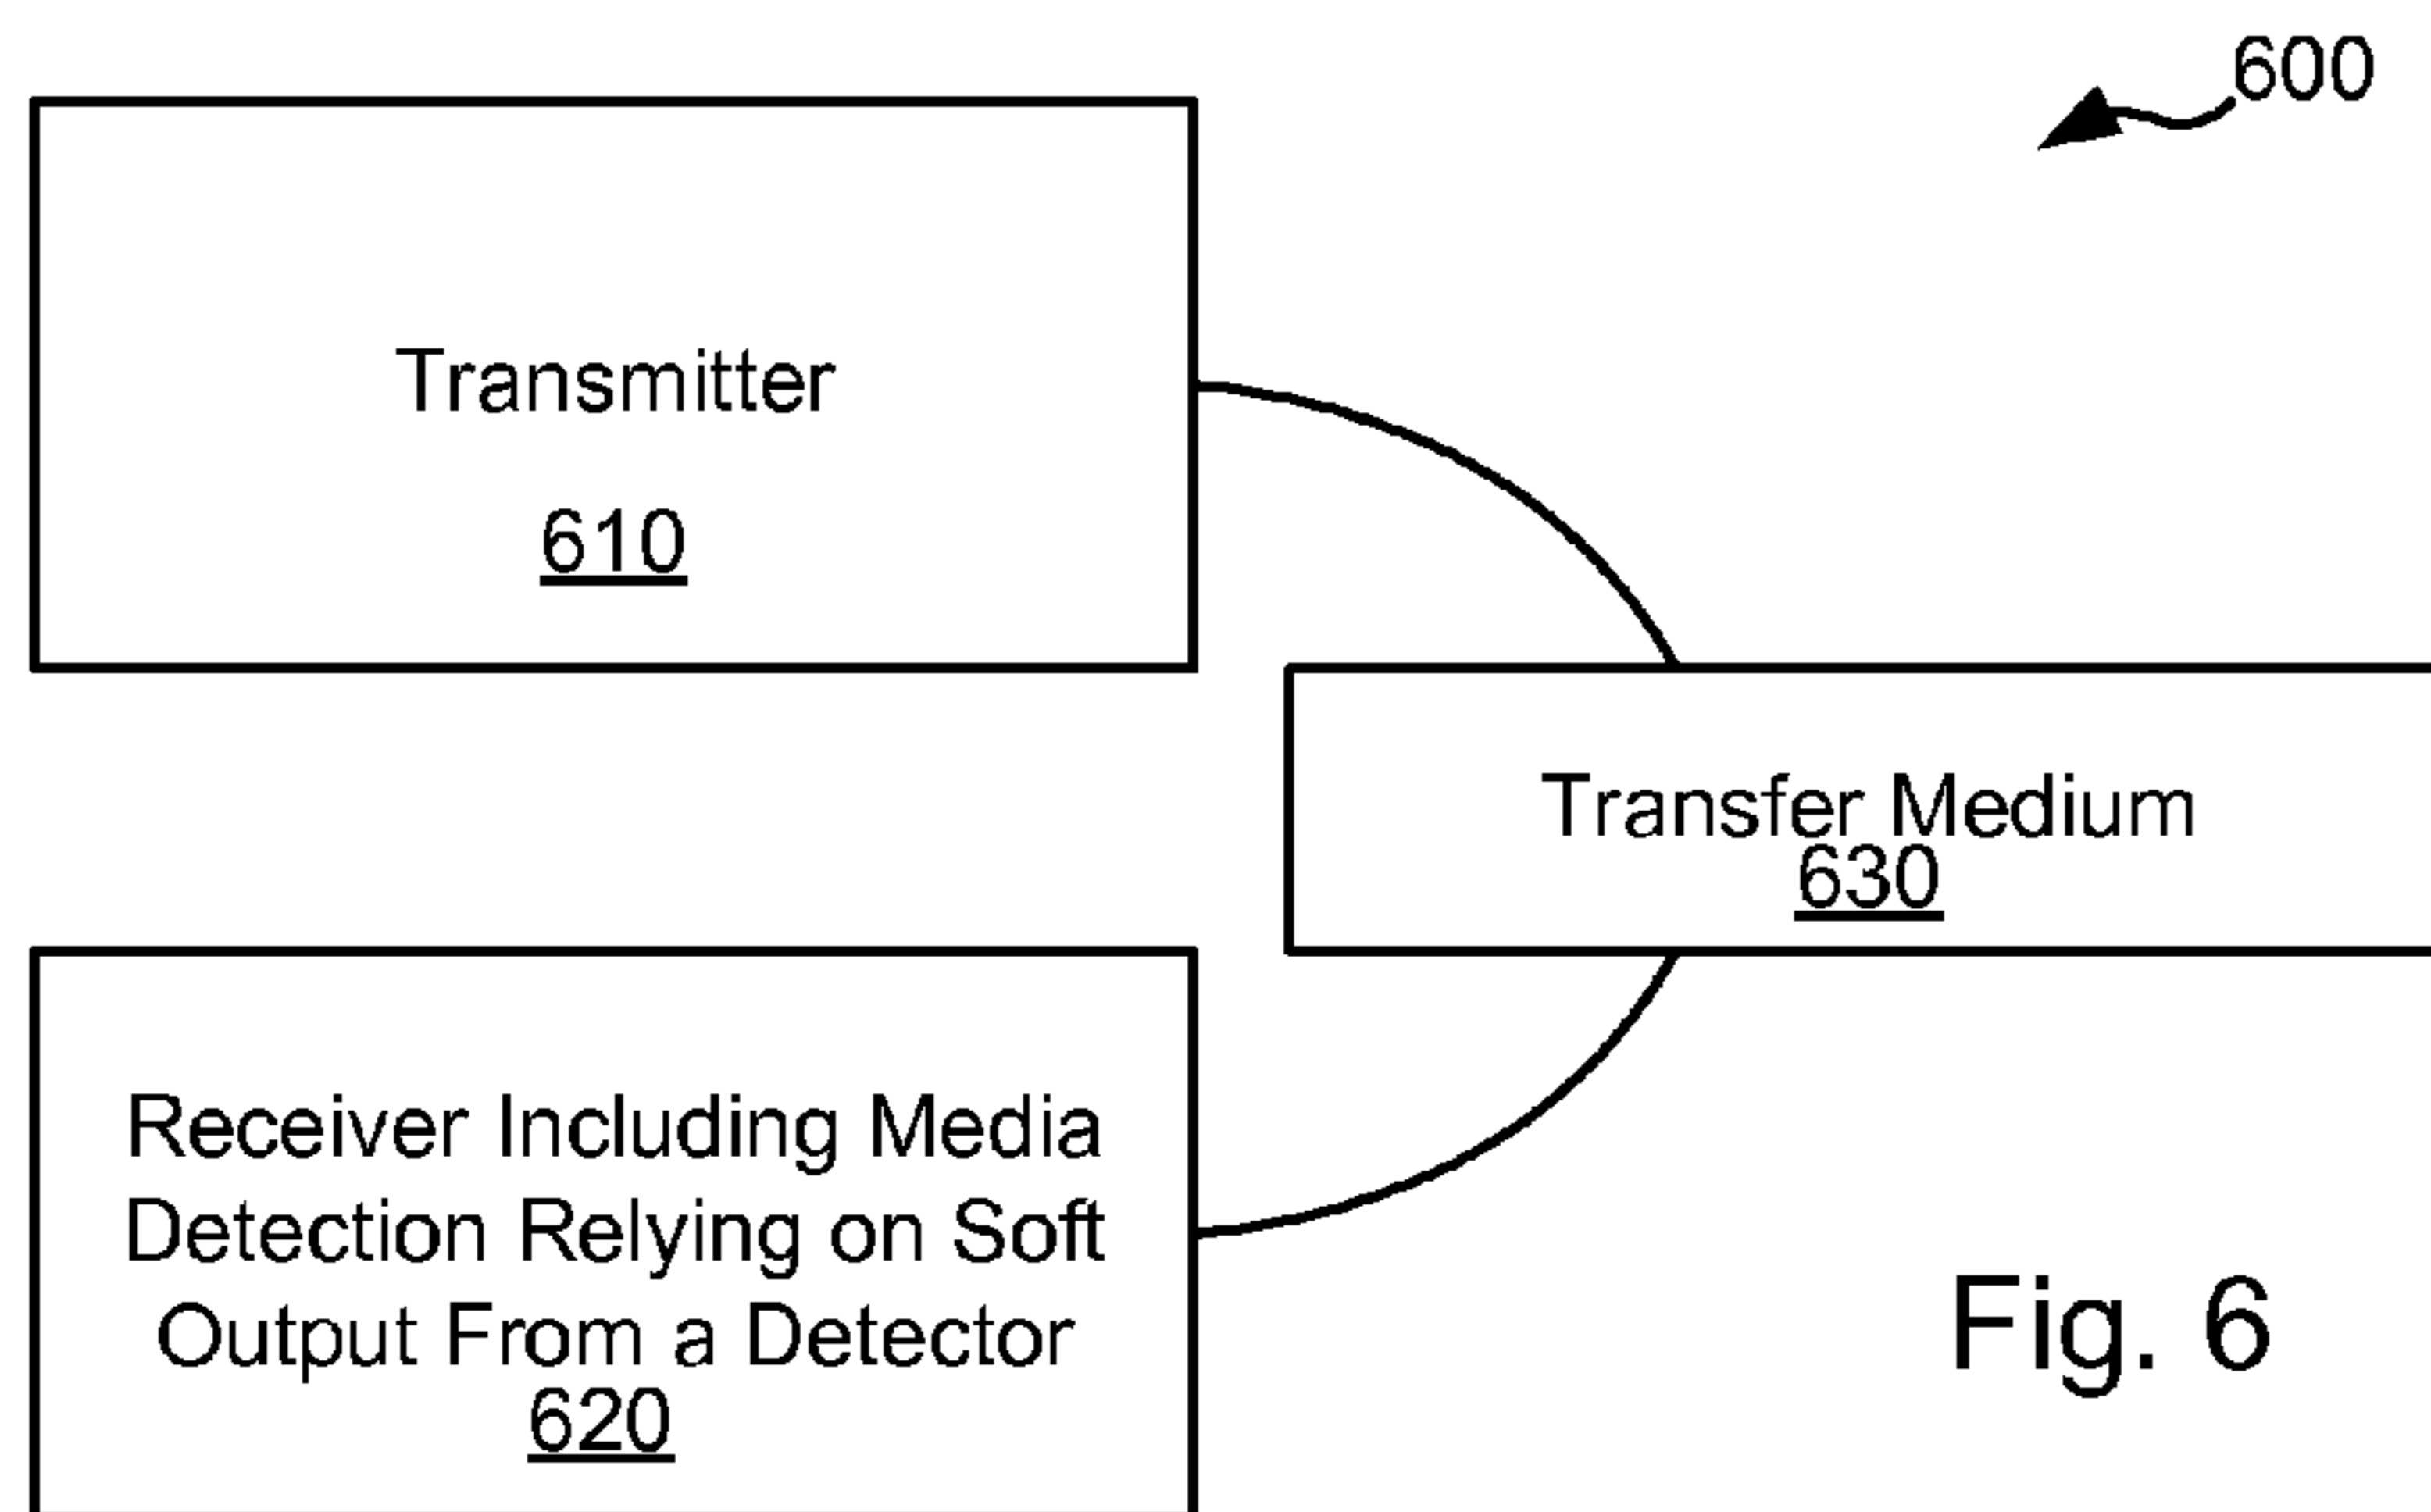 600
Transmitter
610
Transfer Medium
630
Receiver Including Media
Detection Relying on Soft
Output From a Detector
620
Fig. 6